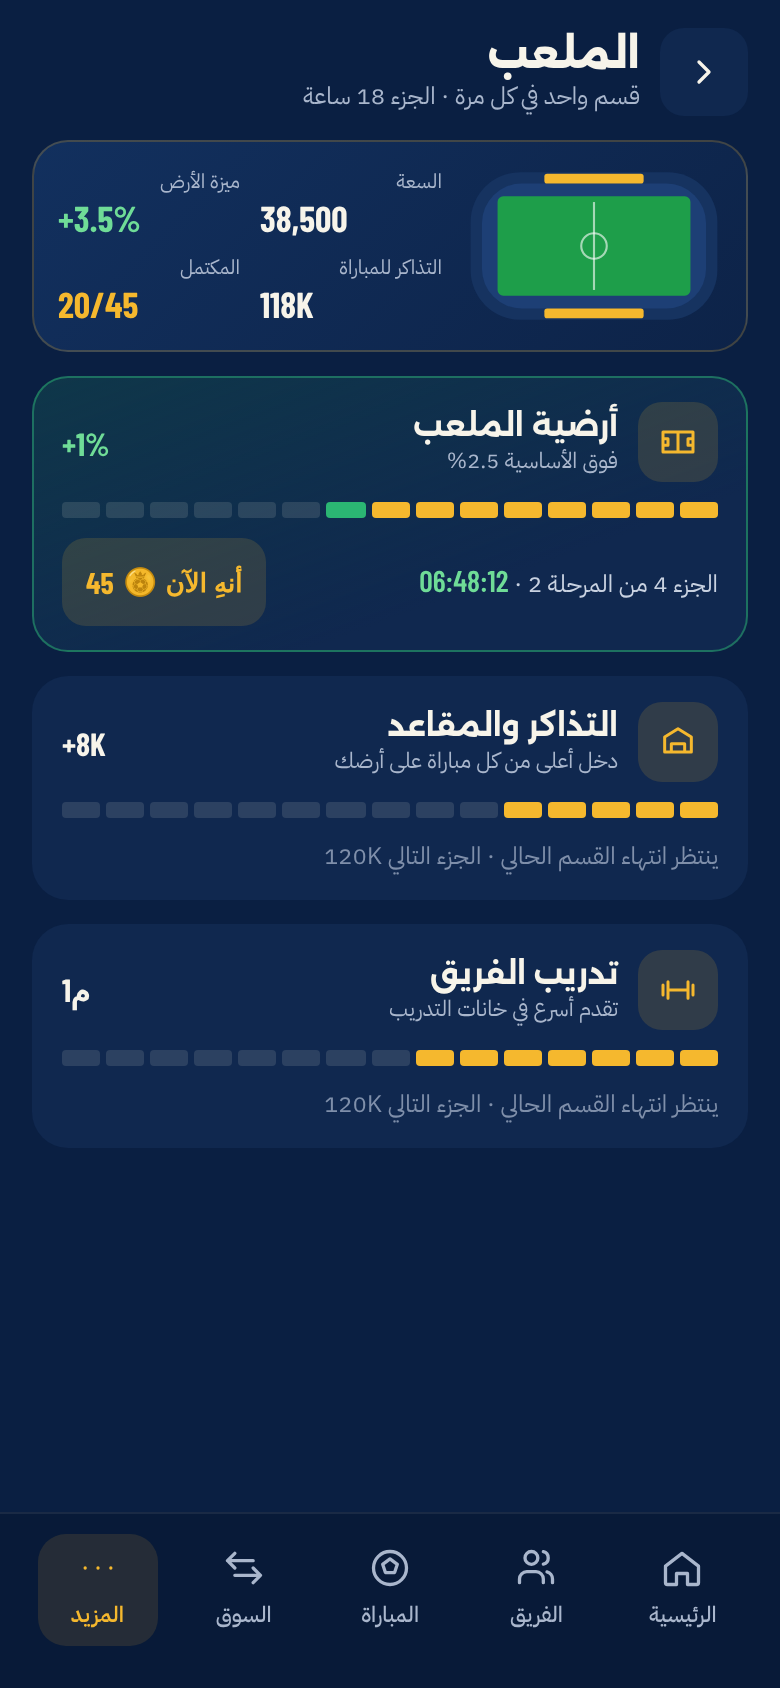 الملعب
قسم واحد في كل مرة · الجزء 18 ساعة
السعة
38,500
ميزة الأرض
+3.5%
التذاكر للمباراة
118K
المكتمل
20/45
أرضية الملعب
فوق الأساسية 2.5%
+1%
الجزء 4 من المرحلة 2 · 06:48:12
أنهِ الآن 45
التذاكر والمقاعد
دخل أعلى من كل مباراة على أرضك
+8K
ينتظر انتهاء القسم الحالي · الجزء التالي 120K
تدريب الفريق
تقدم أسرع في خانات التدريب
م1
ينتظر انتهاء القسم الحالي · الجزء التالي 120K
الرئيسية
الفريق
المباراة
السوق
المزيد